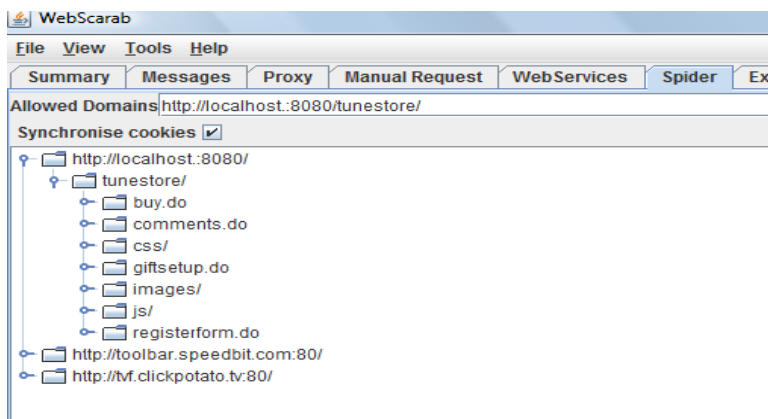 WebScarab
File View Tools Help
Summary Messages Proxy Manual Request WebServices Spider Ex
Allowed Domains http://localhost.:8080/tunestore/
Synchronise cookies
http://localhost.:8080/
tunestore/
buy.do
comments.do
css/
giftsetup.do
images/
js/
registerform.do
http://toolbar.speedbit.com:80/
http://tvf.clickpotato.tv:80/